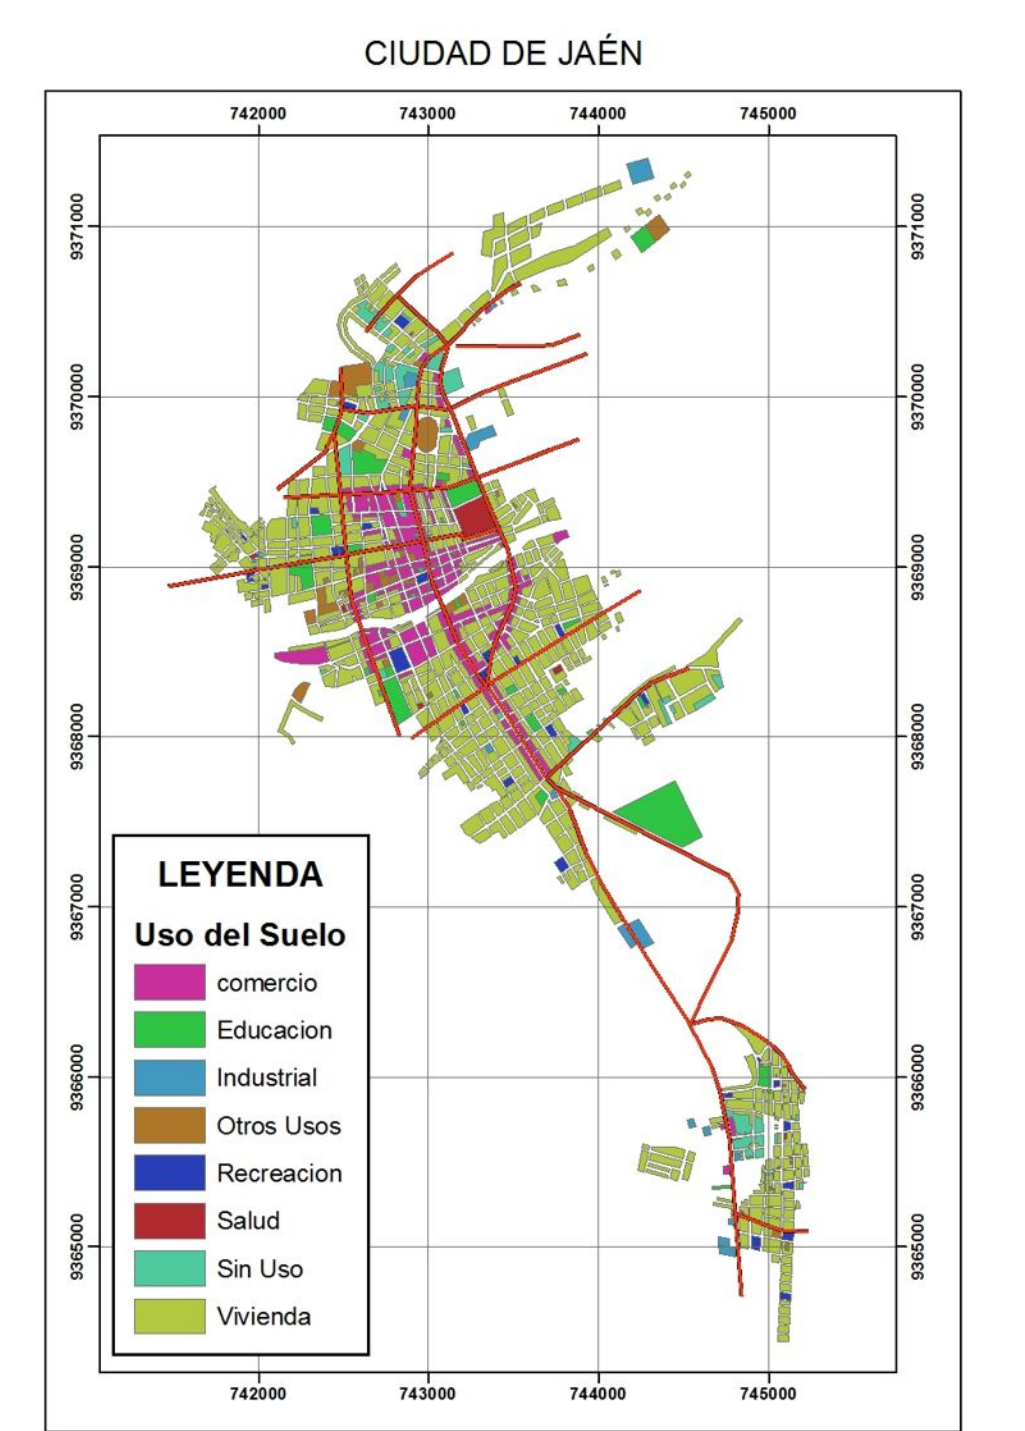 CIUDAD DE JAÉN
742000 743000 744000 745000
9371000 9371000
9370000 9370000
9369000 9369000
9368000 9368000
9367000 9367000
9366000 9366000
9365000 9365000
LEYENDA
Uso del Suelo
comercio
Educacion
Industrial
Otros Usos
Recreacion
Salud
Sin Uso
Vivienda
742000 743000 744000 745000